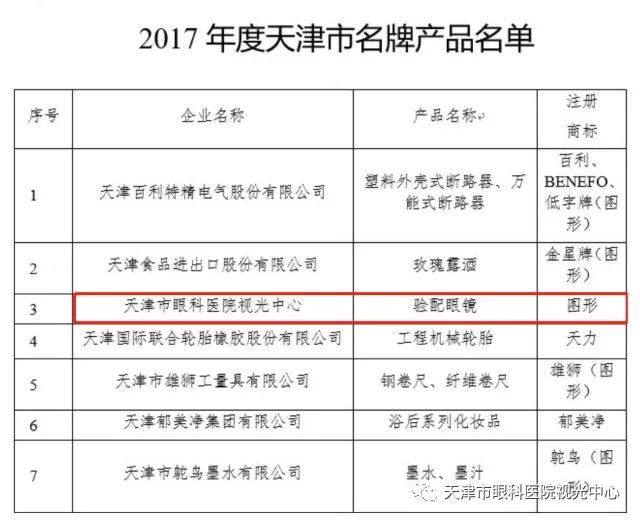 2017 年度天津市名牌产品名单
序号 企业名称 产品名称 注册
商标
1 天津百利特精电气股份有限公司 塑料外壳式断路器、万
能式断路器 百利、
BENEFO、
低字牌(图
形)
2 天津食品进出口股份有限公司 玫瑰露酒 金星牌(图
形)
3 天津市眼科医院视光中心 验配眼镜 图形
4 天津国际联合轮胎橡胶股份有限公司 工程机械轮胎 天力
5 天津市雄狮工量具有限公司 钢卷尺、纤维卷尺 雄狮(图
形)
6 天津郁美净集团有限公司 浴后系列化妆品 郁美净
7 天津市鸵鸟墨水有限公司 墨水、墨汁 鸵鸟(图
形)
天津市眼科医院视光中心